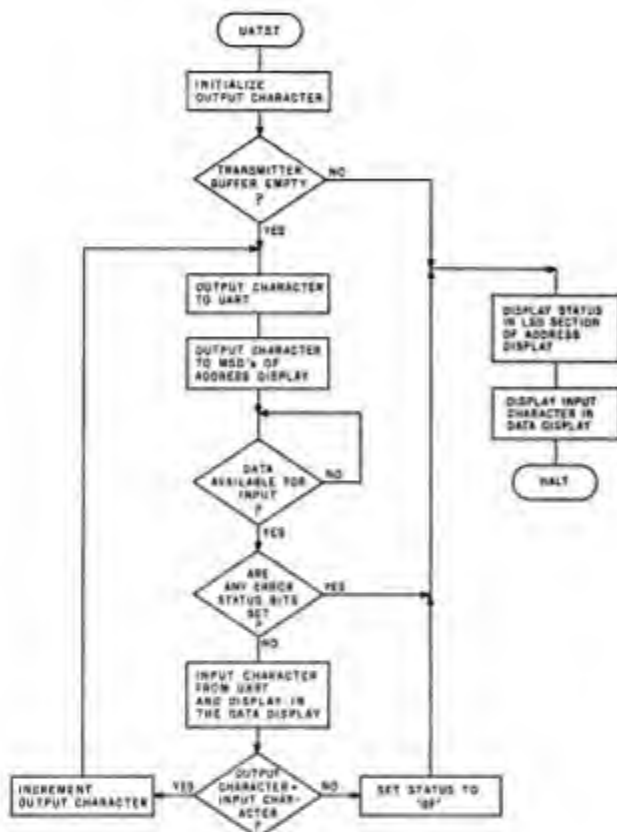 UATST
INITIALIZE
OUTPUT CHARACTER
TRANSMITTER
BUFFER EMPTY
?
NO
YES
OUTPUT CHARACTER
TO UART
OUTPUT CHARACTER
TO MSD's OF
ADDRESS DISPLAY
DATA
AVAILABLE FOR
INPUT
?
NO
YES
ARE
ANY ERROR
STATUS BITS
SET
?
YES
NO
INPUT CHARACTER
FROM UART
AND DISPLAY IN
THE DATA DISPLAY
OUTPUT
CHARACTER =
INPUT CHAR-
ACTER
?
YES
NO
INCREMENT
OUTPUT CHARACTER
SET STATUS TO
DISPLAY STATUS
IN LSD SECTION
OF ADDRESS
DISPLAY
DISPLAY INPUT
CHARACTER IN
DATA DISPLAY
HALT